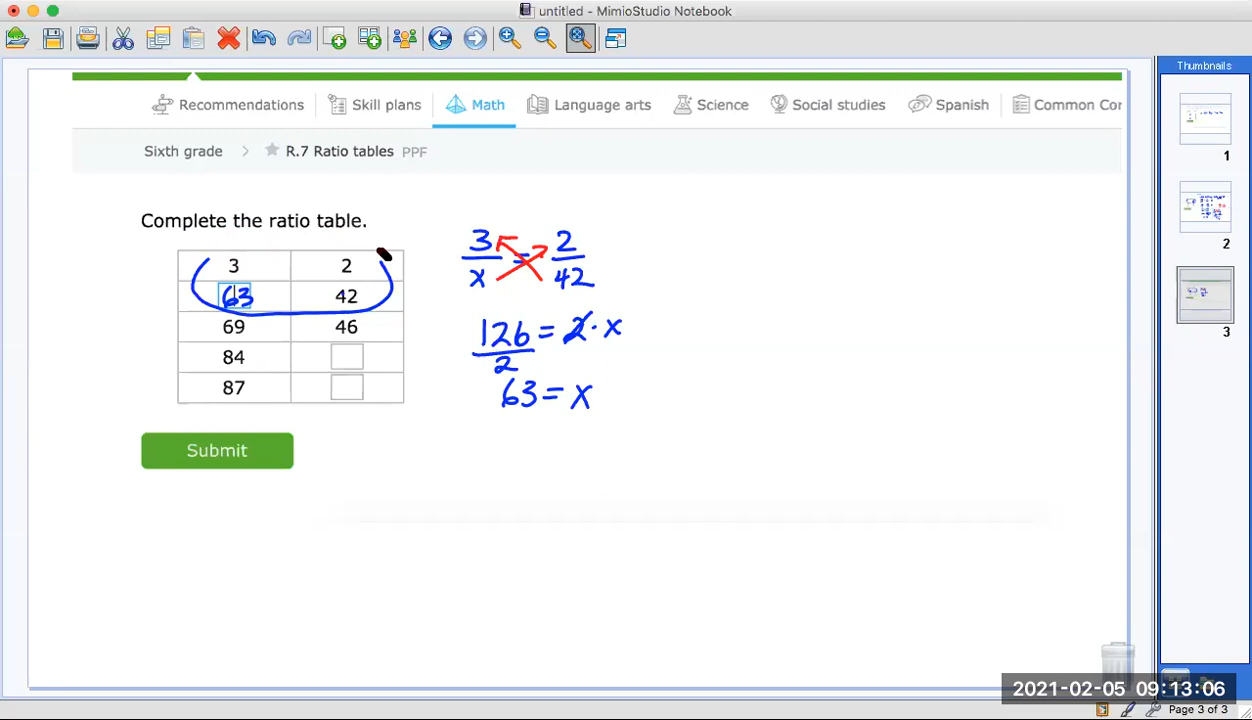 untitled - MimioStudio Notebook
Recommendations Skill plans Math Language arts Science Social studies Spanish Common Cor
Sixth grade > R.7 Ratio tables PPF
Complete the ratio table.
3 2
63 42
69 46
84
87
Submit
3/x = 2/42
126/2 = 2 · x
63 = x
Thumbnails
1
2
3
2021-02-05 09:13:06
Page 3 of 3